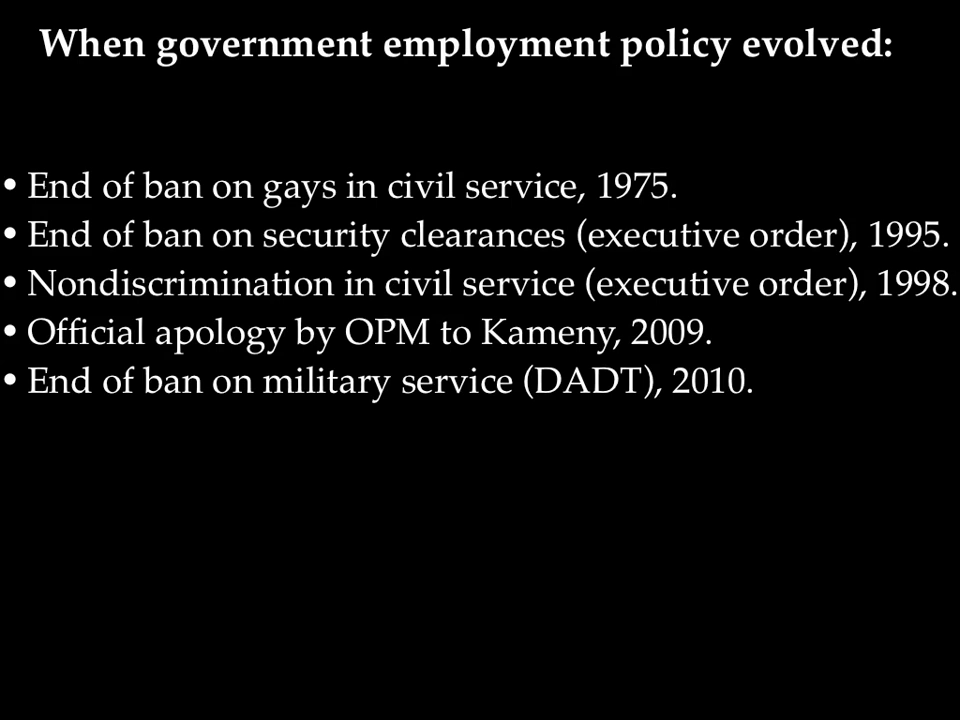 When government employment policy evolved:
• End of ban on gays in civil service, 1975.
• End of ban on security clearances (executive order), 1995.
• Nondiscrimination in civil service (executive order), 1998.
• Official apology by OPM to Kameny, 2009.
• End of ban on military service (DADT), 2010.